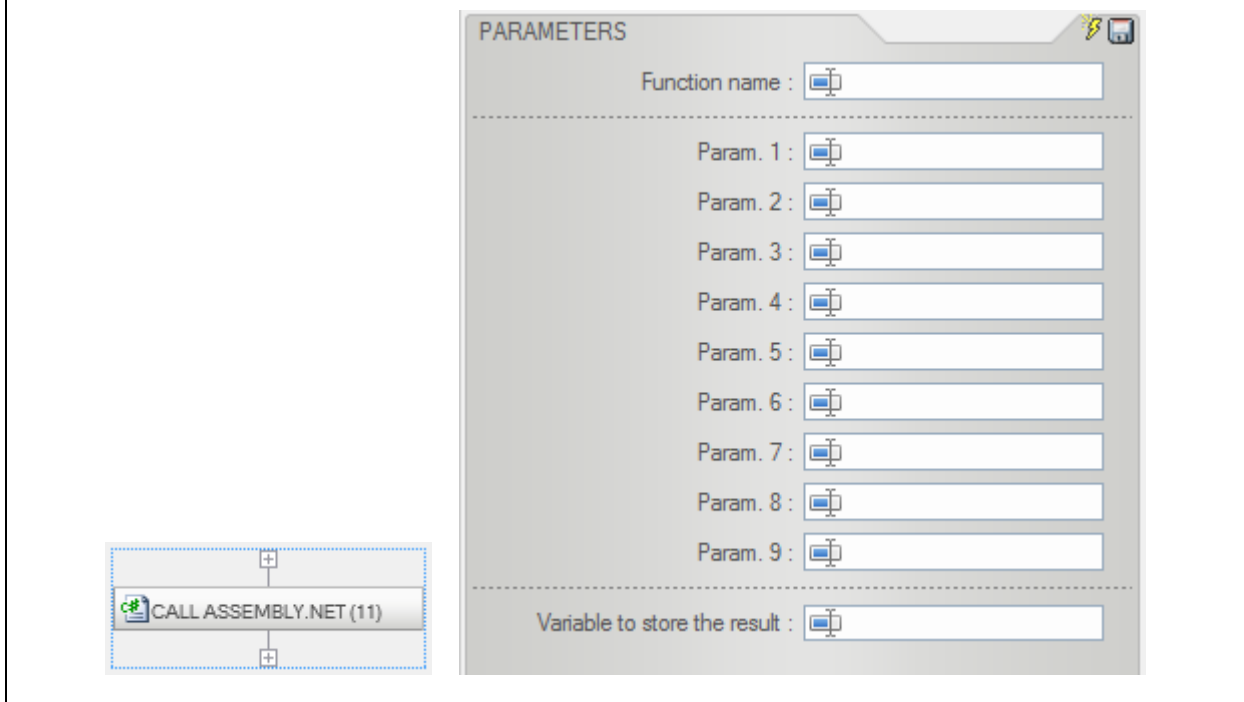 PARAMETERS
Function name :
Param. 1 :
Param. 2 :
Param. 3 :
Param. 4 :
Param. 5 :
Param. 6 :
Param. 7 :
Param. 8 :
Param. 9 :
C# CALL ASSEMBLY.NET (11)
Variable to store the result :